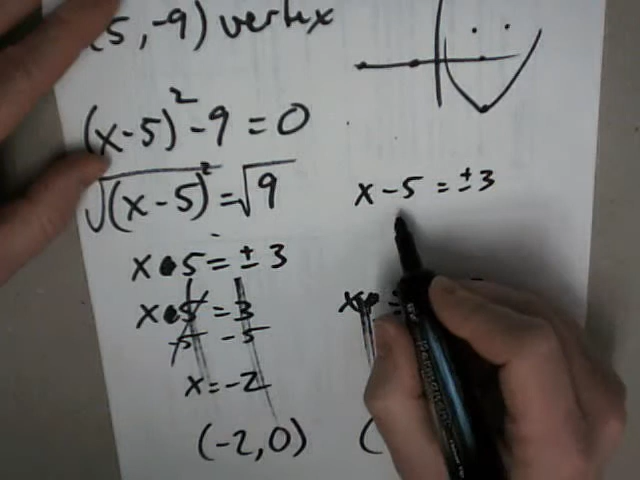 (5,-9) vertex
(x-5)² -9 = 0
√(x-5)² = √9
x - 5 = ±3
x • 5 = ±3
x • 5 = 3
-5 -5
x = -2
(-2,0) (